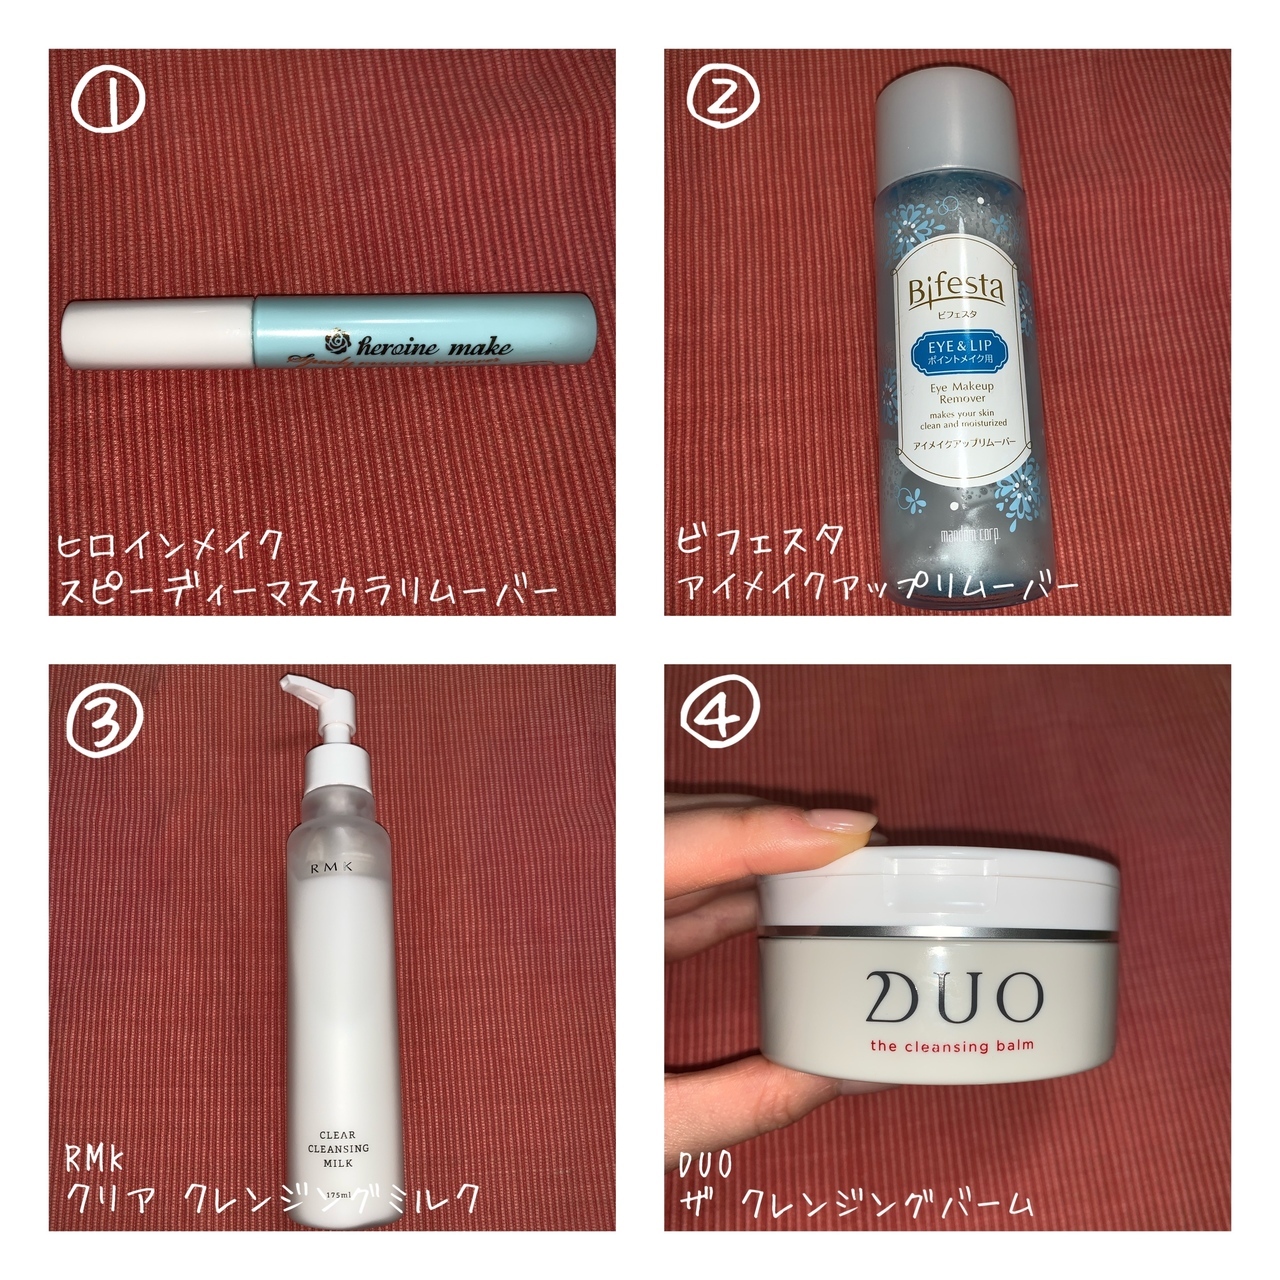 ①
heroine make
Speedy mascara remover
ヒロインメイク
スピーディーマスカラリムーバー
②
Bifesta
ビフェスタ
EYE & LIP
ポイントメイク用
Eye Makeup
Remover
makes your skin
clean and moisturized
アイメイクアップリムーバー
mandom corp.
ビフェスタ
アイメイクアップリムーバー
③
RMK
CLEAR
CLEANSING
MILK
175ml
RMK
クリア クレンジングミルク
④
DUO
the cleansing balm
DUO
ザ クレンジングバーム